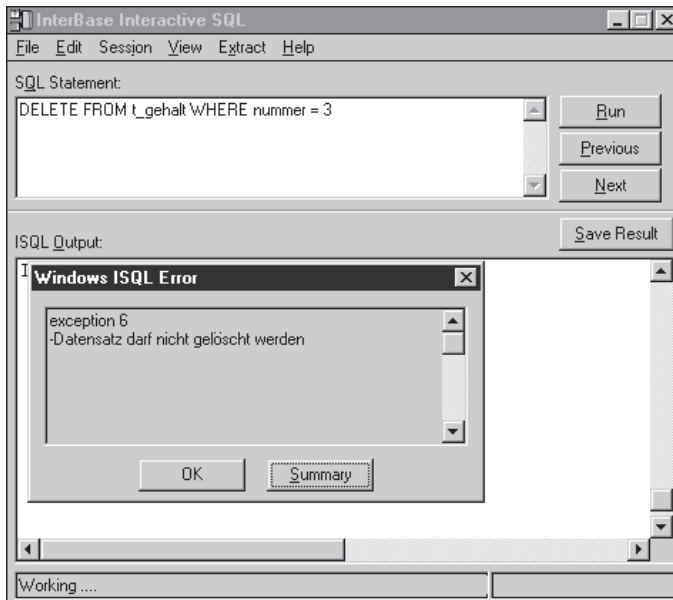 InterBase Interactive SQL
File Edit Session View Extract Help
SQL Statement:
DELETE FROM t_gehalt WHERE nummer = 3
Run
Previous
Next
Save Result
ISQL Output:
Windows ISQL Error
exception 6
-Datensatz darf nicht gelöscht werden
OK
Summary
Working ....